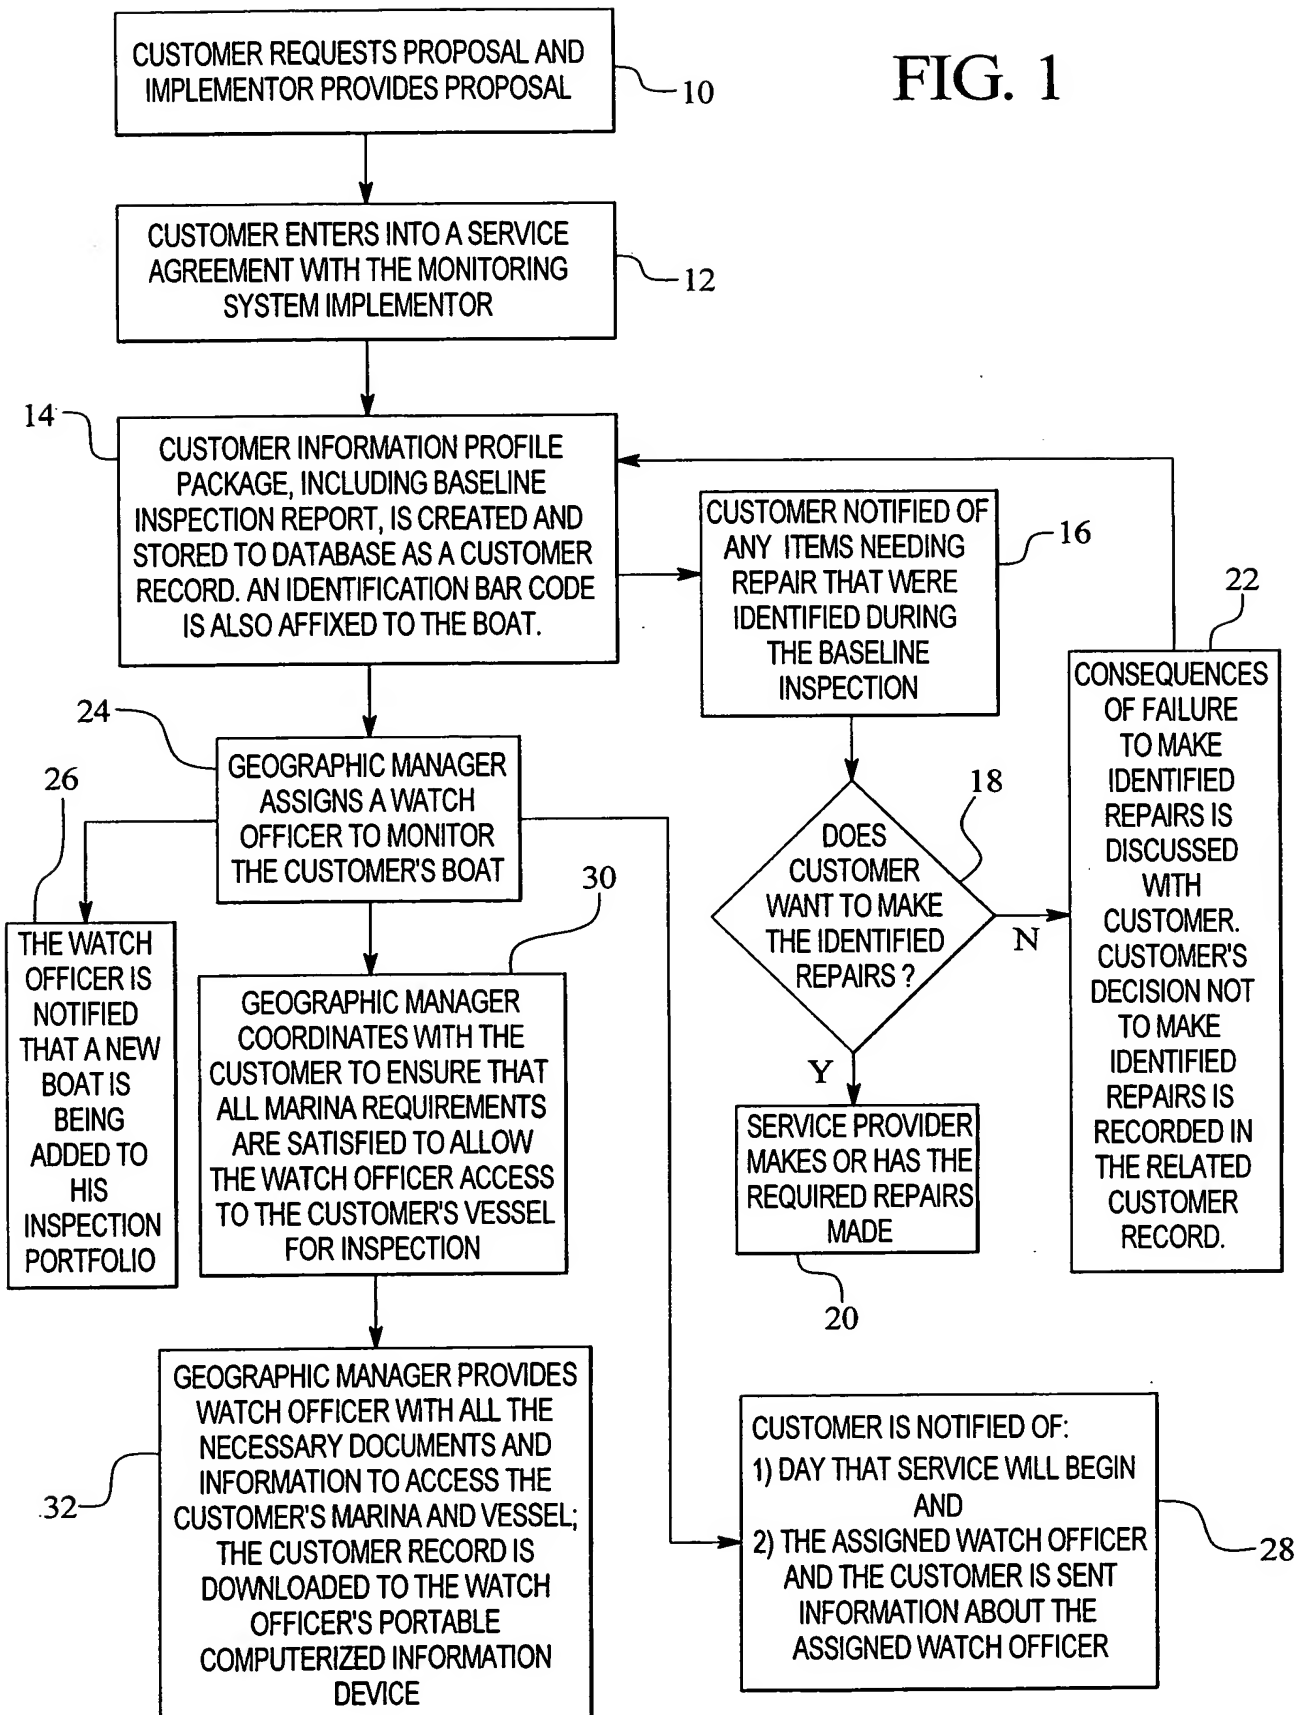 CUSTOMER REQUESTS PROPOSAL AND
IMPLEMENTOR PROVIDES PROPOSAL
10
FIG. 1
CUSTOMER ENTERS INTO A SERVICE
AGREEMENT WITH THE MONITORING
SYSTEM IMPLEMENTOR
12
14
CUSTOMER INFORMATION PROFILE
PACKAGE, INCLUDING BASELINE
INSPECTION REPORT, IS CREATED AND
STORED TO DATABASE AS A CUSTOMER
RECORD. AN IDENTIFICATION BAR CODE
IS ALSO AFFIXED TO THE BOAT.
CUSTOMER NOTIFIED OF
ANY ITEMS NEEDING
REPAIR THAT WERE
IDENTIFIED DURING
THE BASELINE
INSPECTION
16
22
CONSEQUENCES
OF FAILURE
TO MAKE
IDENTIFIED
REPAIRS IS
DISCUSSED
WITH
CUSTOMER.
CUSTOMER'S
DECISION NOT
TO MAKE
IDENTIFIED
REPAIRS IS
RECORDED IN
THE RELATED
CUSTOMER
RECORD.
24
GEOGRAPHIC MANAGER
ASSIGNS A WATCH
OFFICER TO MONITOR
THE CUSTOMER'S BOAT
18
DOES
CUSTOMER
WANT TO MAKE
THE IDENTIFIED
REPAIRS ?
N
Y
26
THE WATCH
OFFICER IS
NOTIFIED
THAT A NEW
BOAT IS
BEING
ADDED TO
HIS
INSPECTION
PORTFOLIO
30
GEOGRAPHIC MANAGER
COORDINATES WITH THE
CUSTOMER TO ENSURE THAT
ALL MARINA REQUIREMENTS
ARE SATISFIED TO ALLOW
THE WATCH OFFICER ACCESS
TO THE CUSTOMER'S VESSEL
FOR INSPECTION
SERVICE PROVIDER
MAKES OR HAS THE
REQUIRED REPAIRS
MADE
20
GEOGRAPHIC MANAGER PROVIDES
WATCH OFFICER WITH ALL THE
NECESSARY DOCUMENTS AND
INFORMATION TO ACCESS THE
CUSTOMER'S MARINA AND VESSEL;
THE CUSTOMER RECORD IS
DOWNLOADED TO THE WATCH
OFFICER'S PORTABLE
COMPUTERIZED INFORMATION
DEVICE
32
CUSTOMER IS NOTIFIED OF:
1) DAY THAT SERVICE WILL BEGIN
AND
2) THE ASSIGNED WATCH OFFICER
AND THE CUSTOMER IS SENT
INFORMATION ABOUT THE
ASSIGNED WATCH OFFICER
28